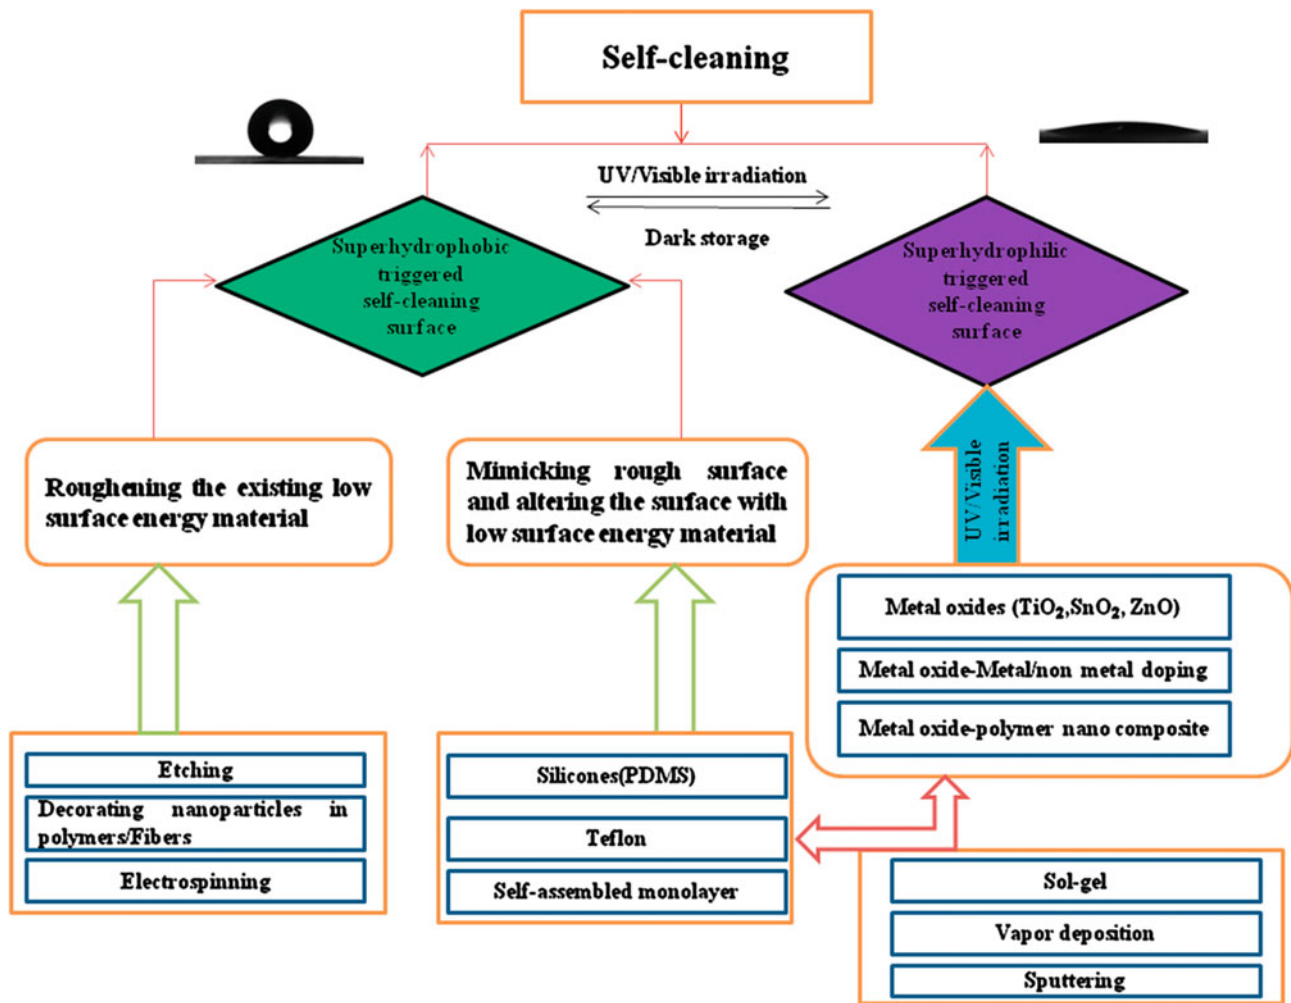 Self-cleaning
UV/Visible irradiation
Dark storage
Superhydrophobic
triggered
self-cleaning
surface
Superhydrophilic
triggered
self-cleaning
surface
Roughening the existing low
surface energy material
Mimicking rough surface
and altering the surface with
low surface energy material
UV/Visible
irradiation
Metal oxides (TiO₂,SnO₂, ZnO)
Metal oxide-Metal/non metal doping
Metal oxide-polymer nano composite
Etching
Decorating nanoparticles in
polymers/Fibers
Electrospinning
Silicones(PDMS)
Teflon
Self-assembled monolayer
Sol-gel
Vapor deposition
Sputtering